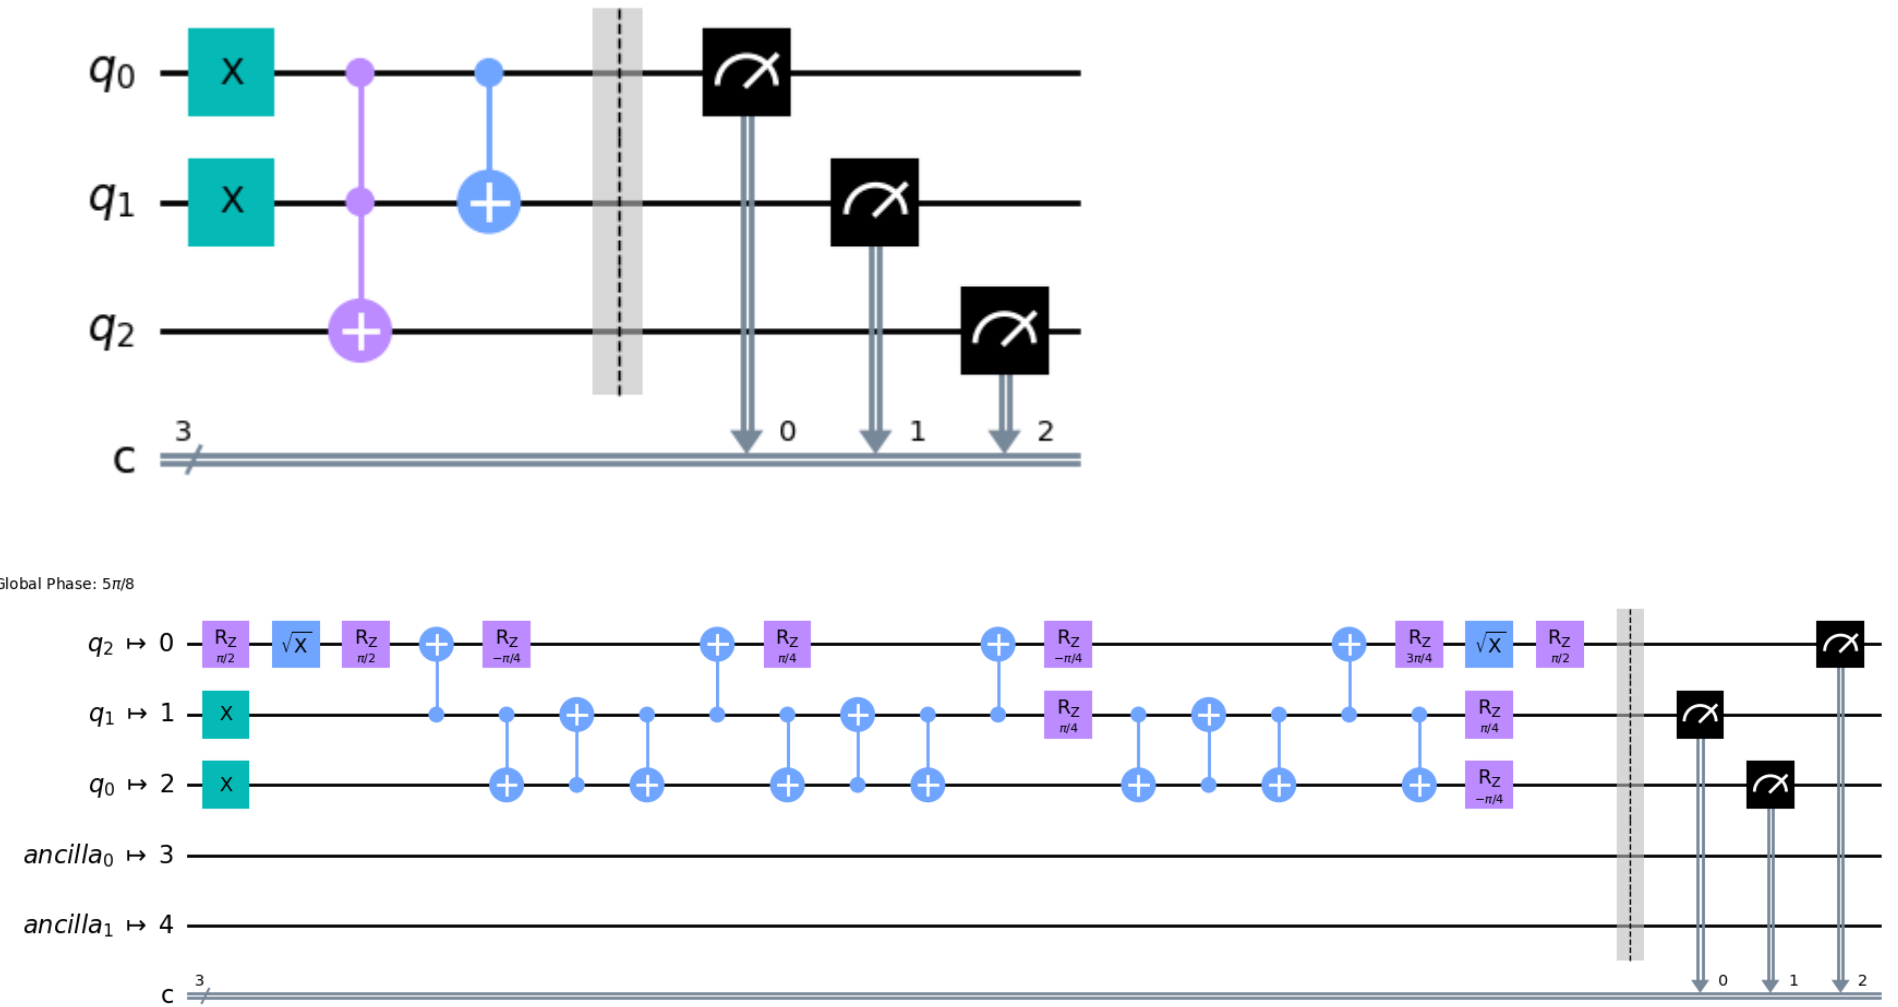 q0 X
q1 X
q2
3 0 1 2
c
Global Phase: 5π/8
q2 ↦ 0 RZ π/2 √X RZ π/2 RZ -π/4 RZ π/4 RZ -π/4 RZ 3π/4 √X RZ π/2
q1 ↦ 1 X RZ π/4 RZ π/4
q0 ↦ 2 X RZ -π/4
ancilla0 ↦ 3
ancilla1 ↦ 4
3 0 1 2
c